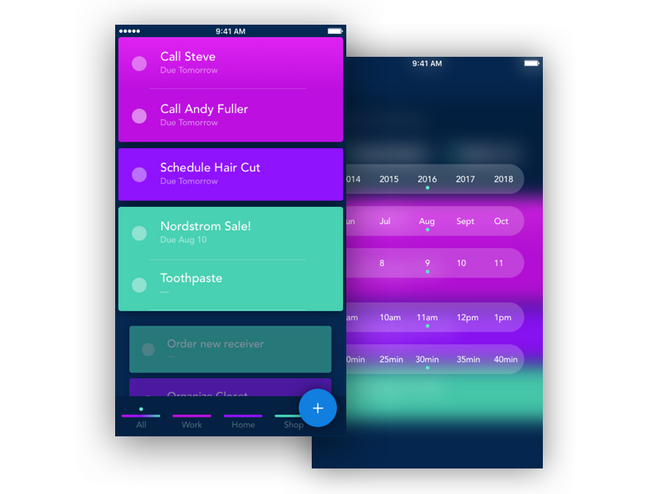 9:41 AM
Call Steve
Due Tomorrow
Call Andy Fuller
Due Tomorrow
Schedule Hair Cut
Due Tomorrow
Nordstrom Sale!
Due Aug 10
Toothpaste
—
Order new receiver
—
Organize Closet
+
All Work Home Shop
9:41 AM
014 2015 2016 2017 2018
un Jul Aug Sept Oct
8 9 10 11
am 10am 11am 12pm 1pm
0min 25min 30min 35min 40min